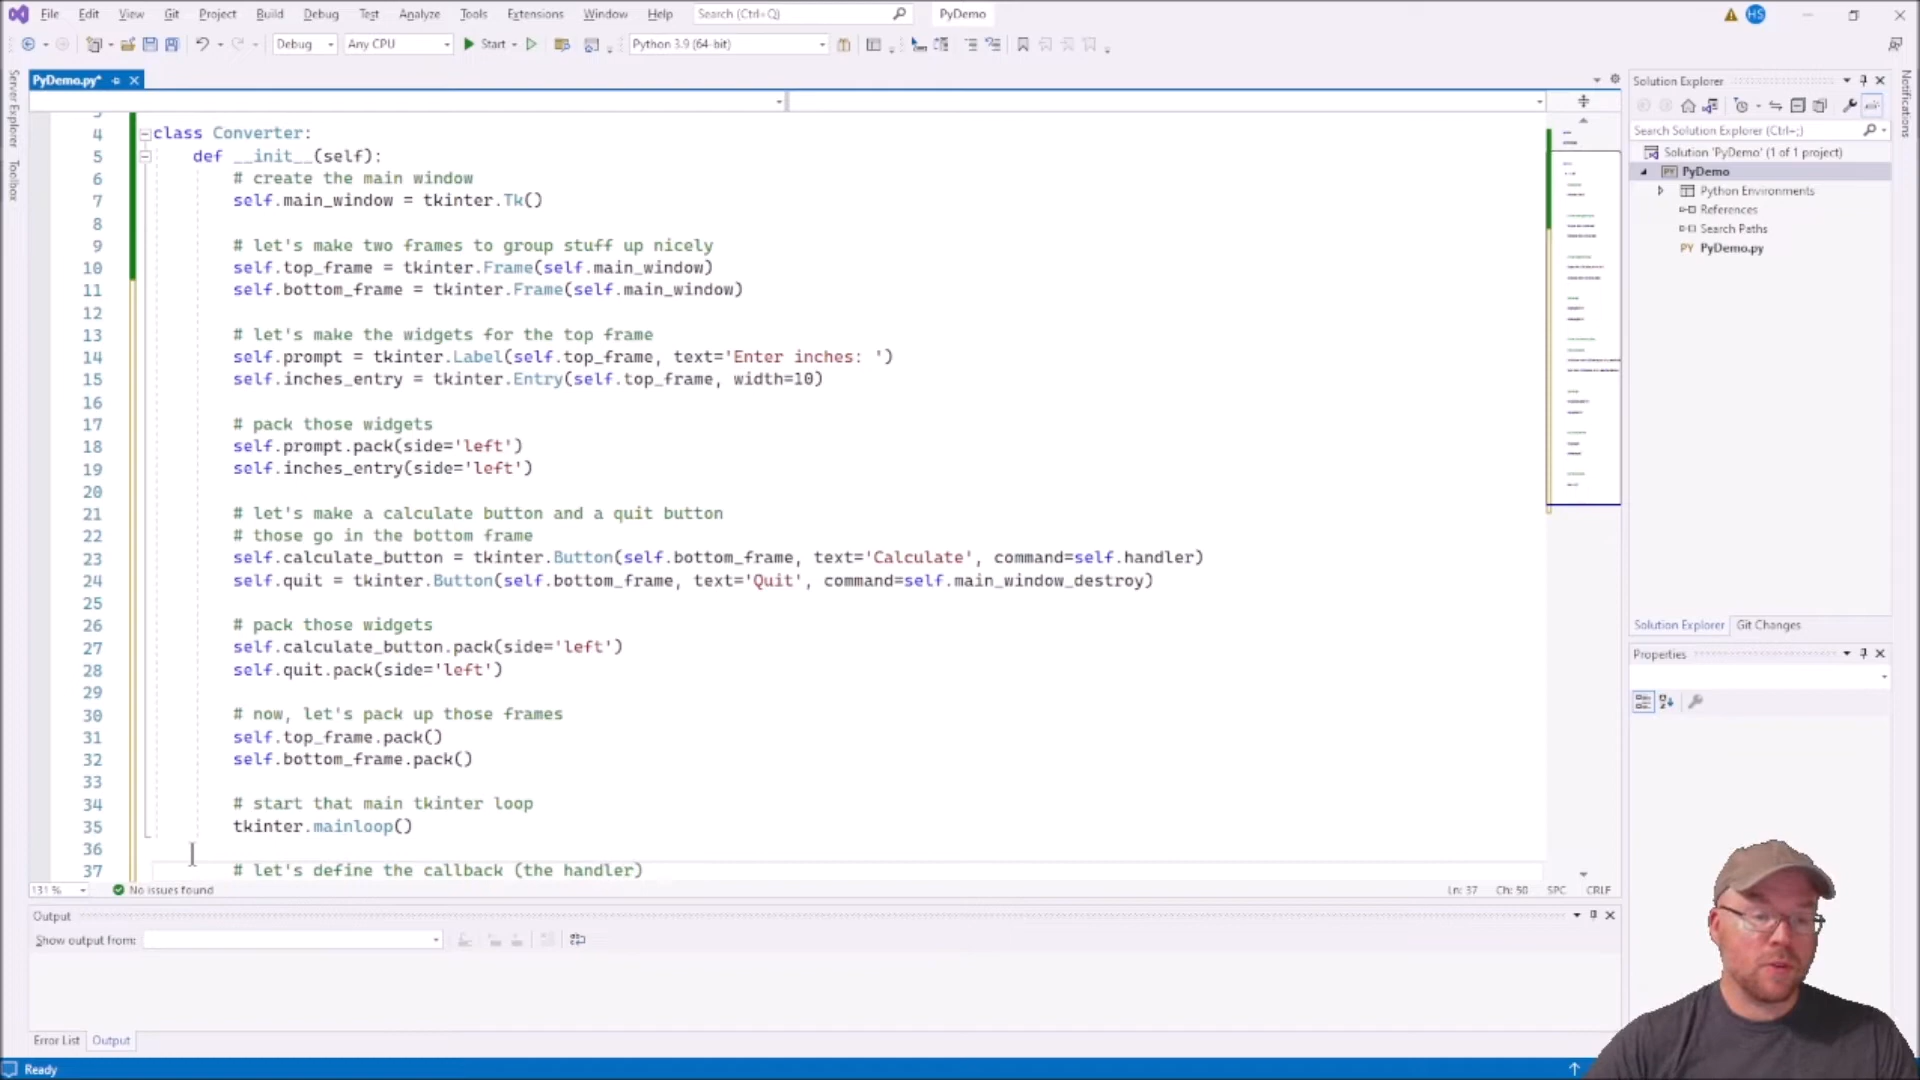 File Edit View Git Project Build Debug Test Analyze Tools Extensions Window Help Search (Ctrl+Q) PyDemo HS
Debug Any CPU Start Python 3.9 (64-bit)
Server Explorer
Toolbox
PyDemo.py*
4 class Converter:
5 def __init__(self):
6 # create the main window
7 self.main_window = tkinter.Tk()
8
9 # let's make two frames to group stuff up nicely
10 self.top_frame = tkinter.Frame(self.main_window)
11 self.bottom_frame = tkinter.Frame(self.main_window)
12
13 # let's make the widgets for the top frame
14 self.prompt = tkinter.Label(self.top_frame, text='Enter inches: ')
15 self.inches_entry = tkinter.Entry(self.top_frame, width=10)
16
17 # pack those widgets
18 self.prompt.pack(side='left')
19 self.inches_entry(side='left')
20
21 # let's make a calculate button and a quit button
22 # those go in the bottom frame
23 self.calculate_button = tkinter.Button(self.bottom_frame, text='Calculate', command=self.handler)
24 self.quit = tkinter.Button(self.bottom_frame, text='Quit', command=self.main_window_destroy)
25
26 # pack those widgets
27 self.calculate_button.pack(side='left')
28 self.quit.pack(side='left')
29
30 # now, let's pack up those frames
31 self.top_frame.pack()
32 self.bottom_frame.pack()
33
34 # start that main tkinter loop
35 tkinter.mainloop()
36
37 # let's define the callback (the handler)
131 % No issues found Ln: 37 Ch: 50 SPC CRLF
Output
Show output from:
Error List Output
Ready
Solution Explorer
Search Solution Explorer (Ctrl+;)
Solution 'PyDemo' (1 of 1 project)
PyDemo
Python Environments
References
Search Paths
PY PyDemo.py
Solution Explorer Git Changes
Properties
Notifications